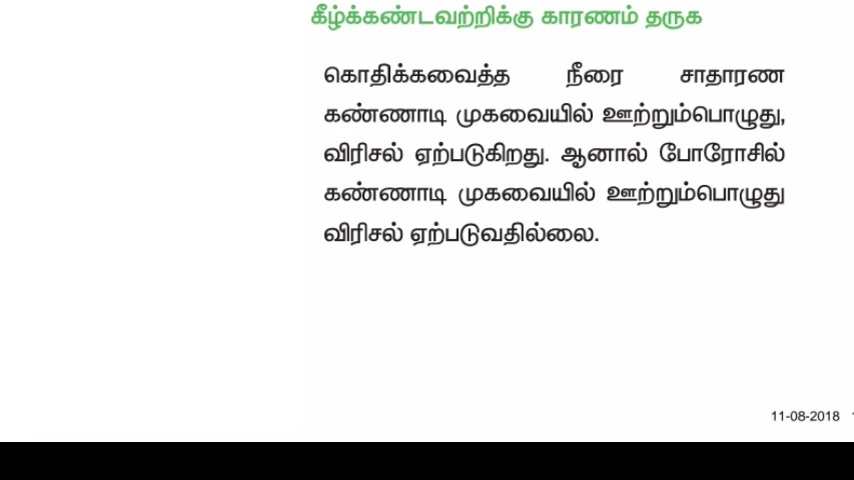 கீழ்க்கண்டவற்றிக்கு காரணம் தருக
கொதிக்கவைத்த நீரை சாதாரண
கண்ணாடி முகவையில் ஊற்றும்பொழுது,
விரிசல் ஏற்படுகிறது. ஆனால் போரோசில்
கண்ணாடி முகவையில் ஊற்றும்பொழுது
விரிசல் ஏற்படுவதில்லை.
11-08-2018